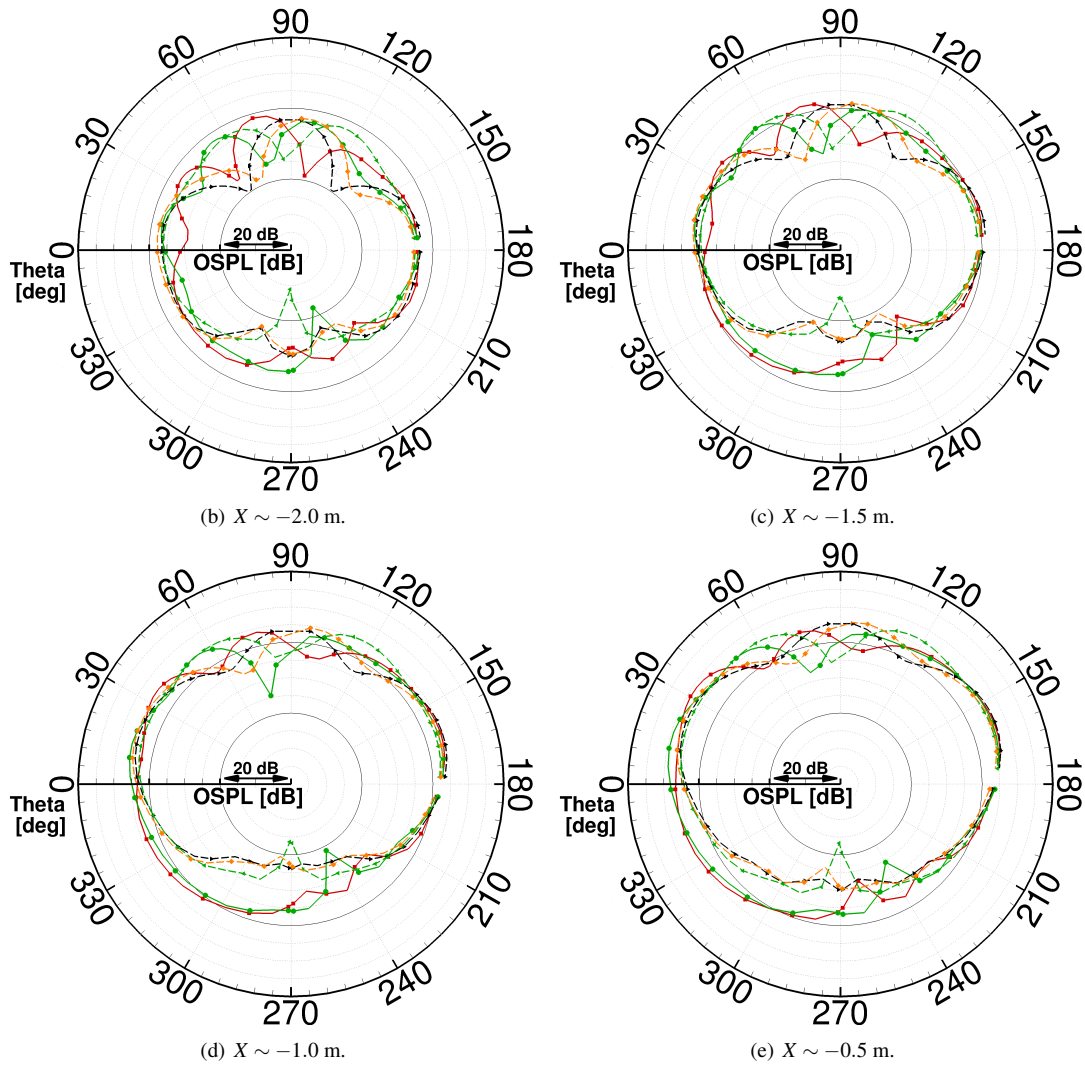 90
60
120
30
150
0
20 dB
180
Theta
[deg]
OSPL [dB]
330
210
300
240
270
(b) X ∼ −2.0 m.
90
60
120
30
150
0
20 dB
180
Theta
[deg]
OSPL [dB]
330
210
300
240
270
(c) X ∼ −1.5 m.
90
60
120
30
150
0
20 dB
180
Theta
[deg]
OSPL [dB]
330
210
300
240
270
(d) X ∼ −1.0 m.
90
60
120
30
150
0
20 dB
180
Theta
[deg]
OSPL [dB]
330
210
300
240
270
(e) X ∼ −0.5 m.